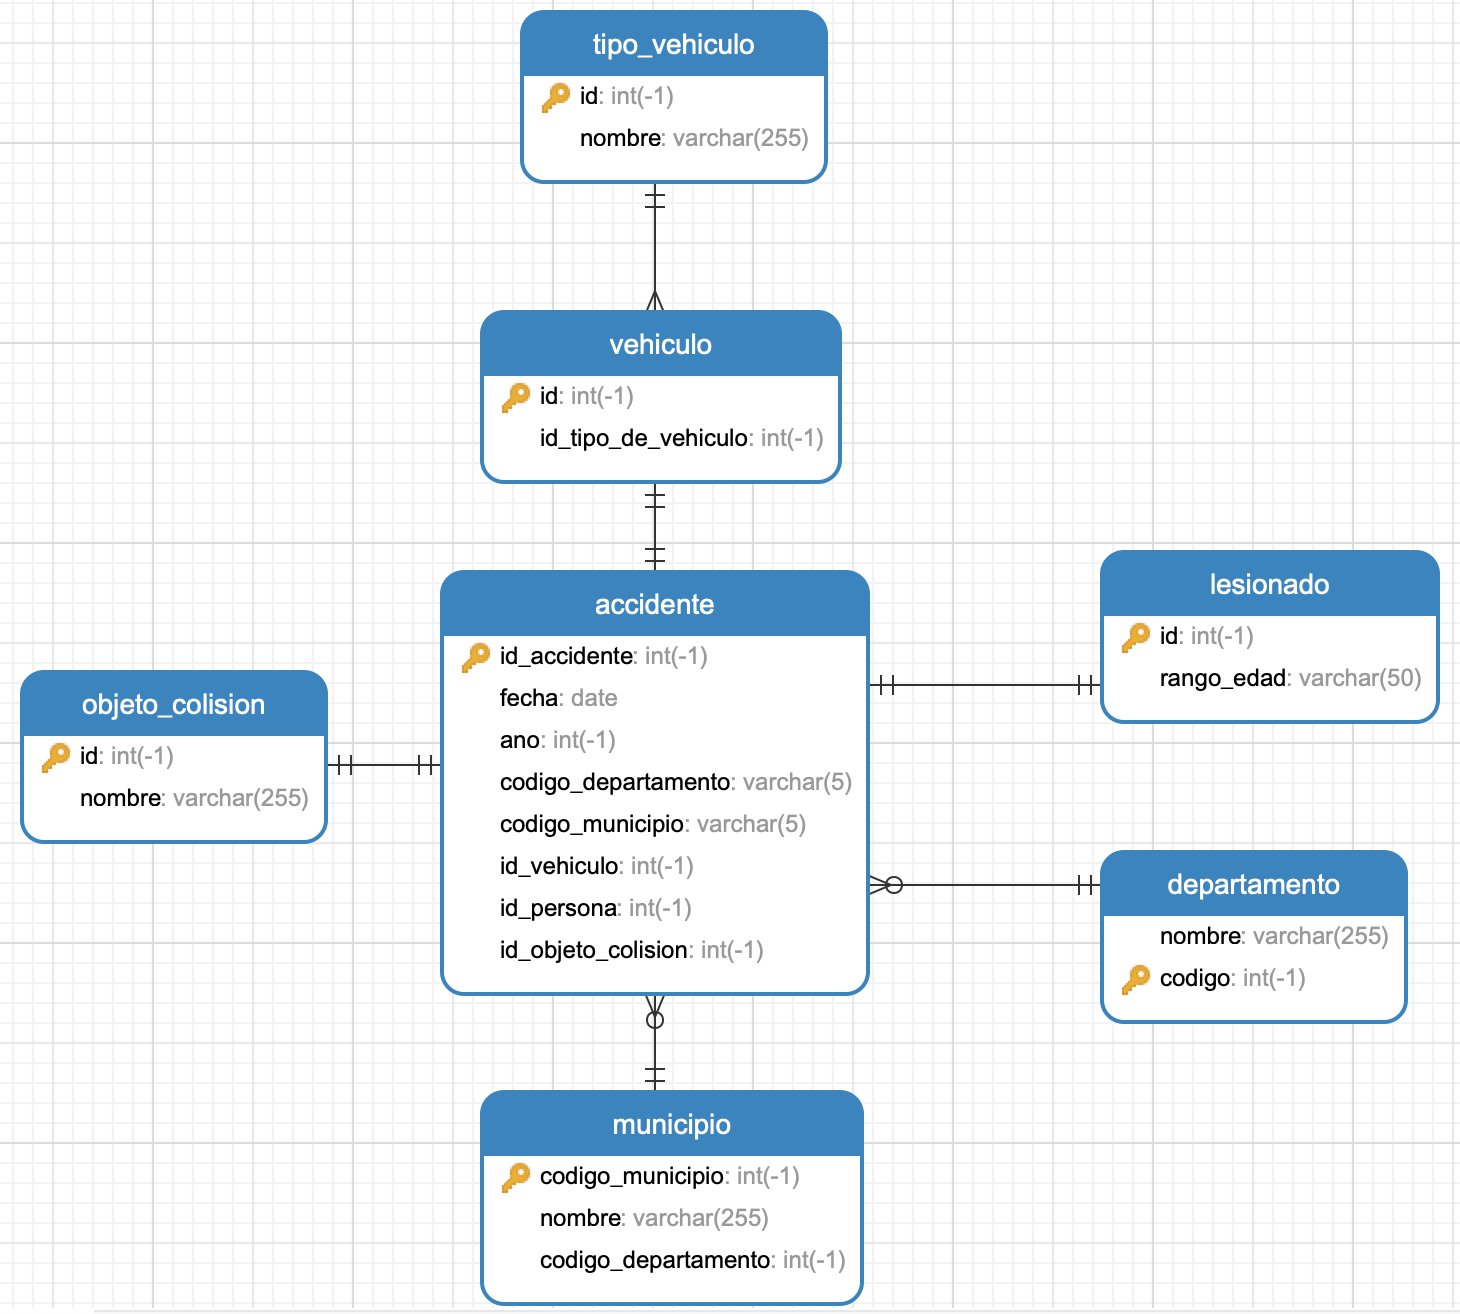 tipo_vehiculo
id: int(-1)
nombre: varchar(255)
vehiculo
id: int(-1)
id_tipo_de_vehiculo: int(-1)
accidente
id_accidente: int(-1)
fecha: date
ano: int(-1)
codigo_departamento: varchar(5)
codigo_municipio: varchar(5)
id_vehiculo: int(-1)
id_persona: int(-1)
id_objeto_colision: int(-1)
lesionado
id: int(-1)
rango_edad: varchar(50)
objeto_colision
id: int(-1)
nombre: varchar(255)
departamento
nombre: varchar(255)
codigo: int(-1)
municipio
codigo_municipio: int(-1)
nombre: varchar(255)
codigo_departamento: int(-1)